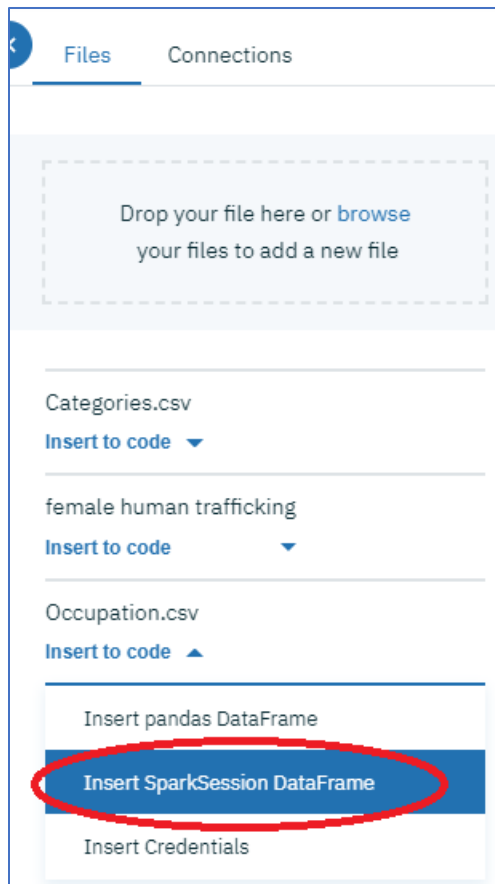 Files Connections
Drop your file here or browse
your files to add a new file
Categories.csv
Insert to code
female human trafficking
Insert to code
Occupation.csv
Insert to code
Insert pandas DataFrame
Insert SparkSession DataFrame
Insert Credentials